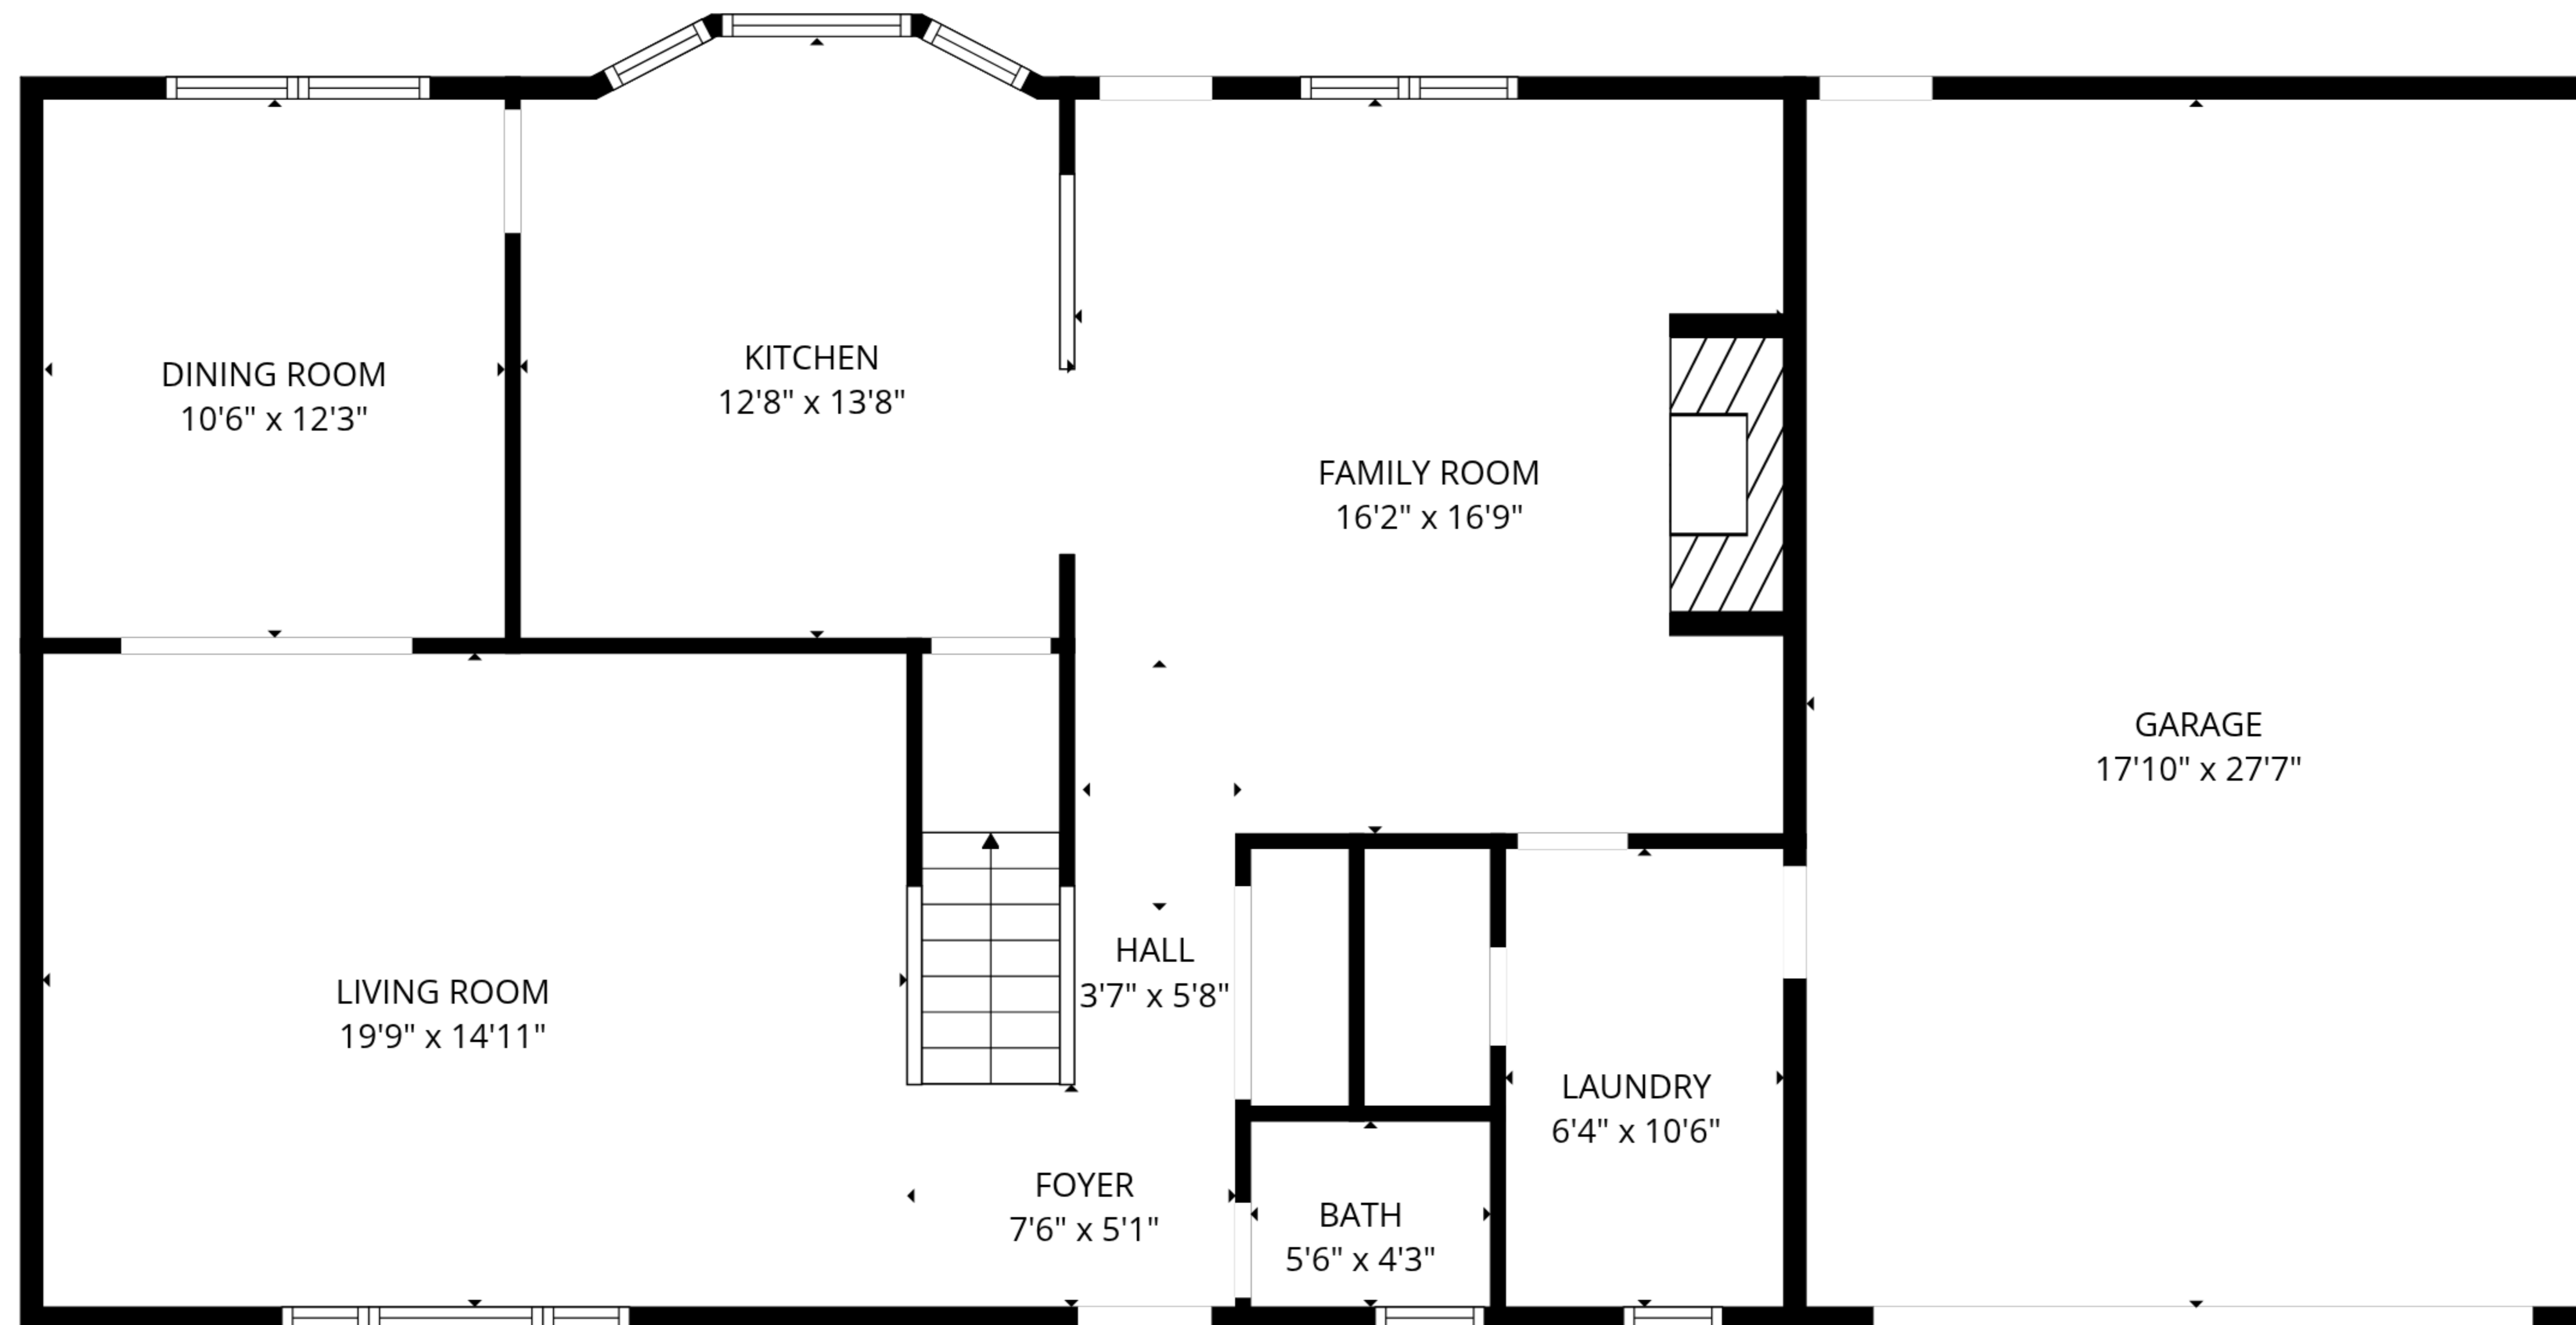 DINING ROOM
10'6" x 12'3"
KITCHEN
12'8" x 13'8"
FAMILY ROOM
16'2" x 16'9"
GARAGE
17'10" x 27'7"
LIVING ROOM
19'9" x 14'11"
HALL
3'7" x 5'8"
LAUNDRY
6'4" x 10'6"
FOYER
7'6" x 5'1"
BATH
5'6" x 4'3"